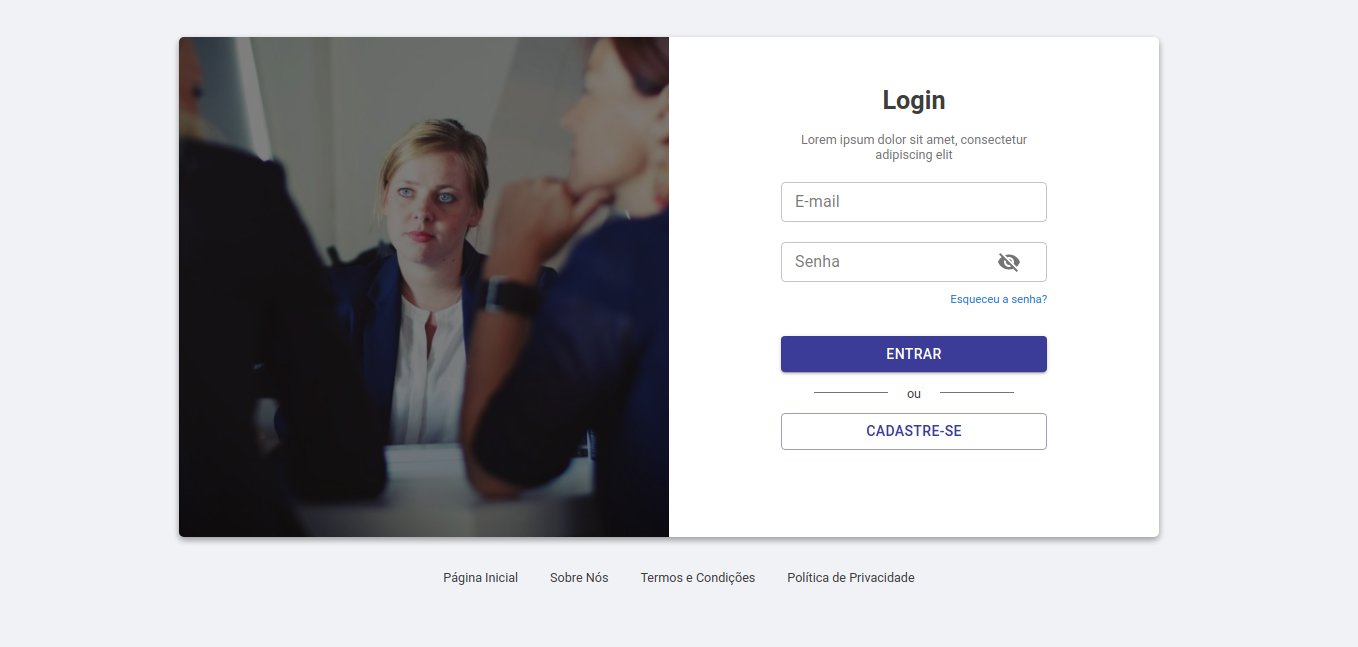 Login
Lorem ipsum dolor sit amet, consectetur
adipiscing elit
E-mail
Senha
Esqueceu a senha?
ENTRAR
ou
CADASTRE-SE
Página Inicial
Sobre Nós
Termos e Condições
Política de Privacidade